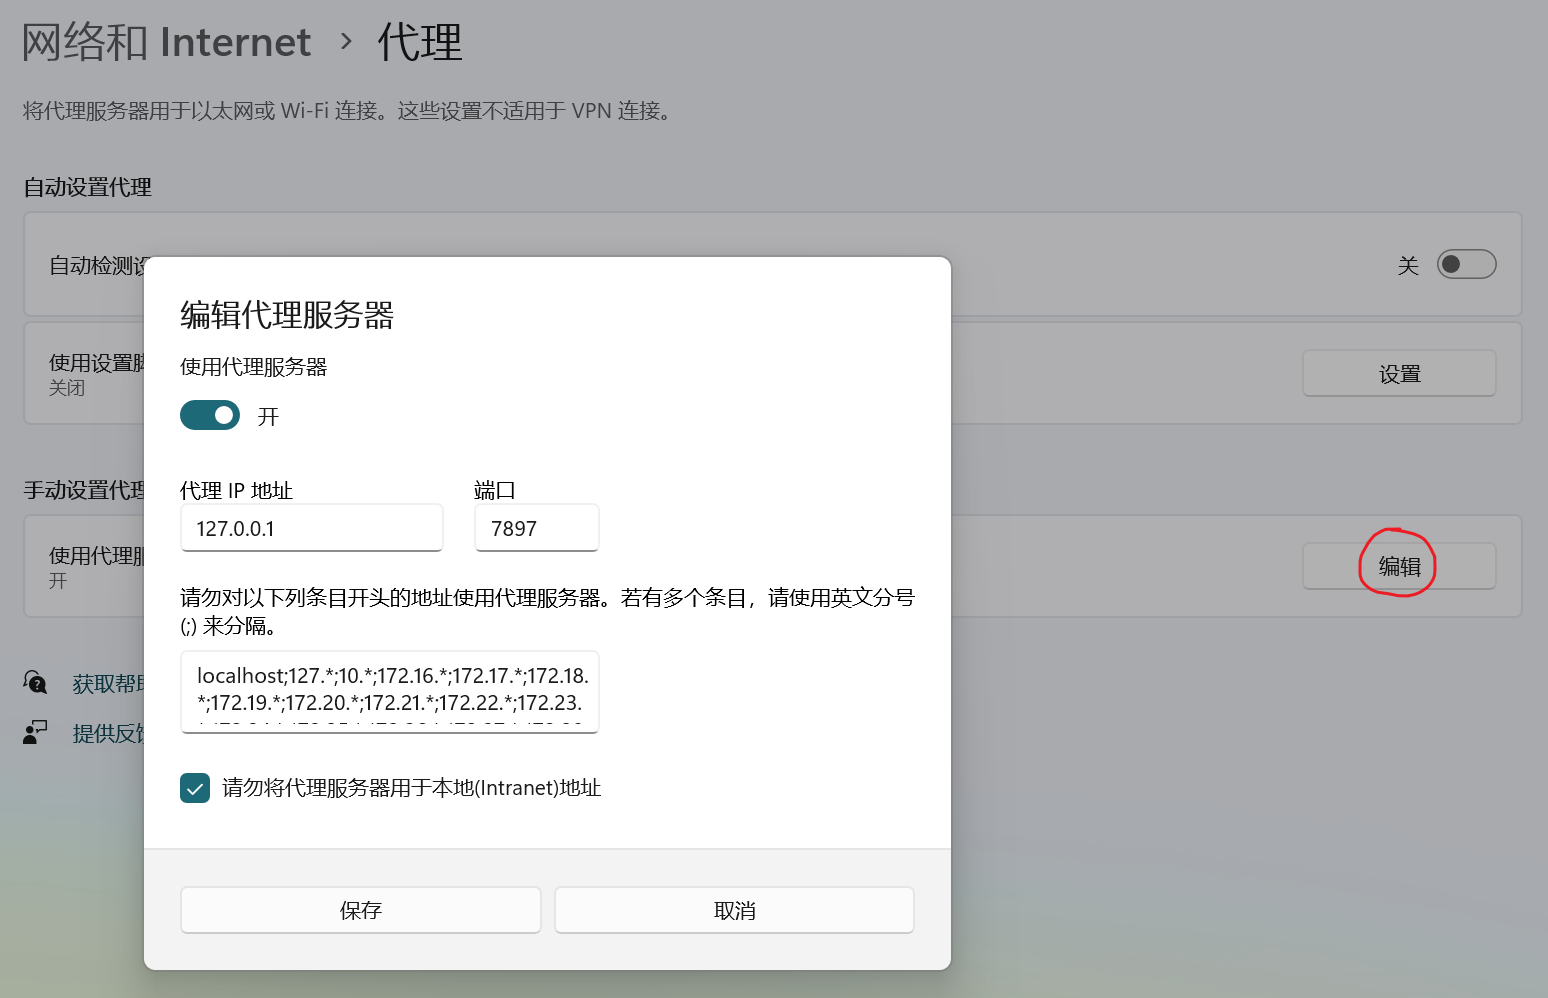 网络和 Internet › 代理
将代理服务器用于以太网或 Wi-Fi 连接。这些设置不适用于 VPN 连接。
自动设置代理
自动检测设
关
使用设置脚
关闭
设置
手动设置代理
使用代理服
开
编辑
获取帮助
提供反馈
编辑代理服务器
使用代理服务器
开
代理 IP 地址
端口
127.0.0.1
7897
请勿对以下列条目开头的地址使用代理服务器。若有多个条目，请使用英文分号
(;) 来分隔。
localhost;127.*;10.*;172.16.*;172.17.*;172.18.
*;172.19.*;172.20.*;172.21.*;172.22.*;172.23.
请勿将代理服务器用于本地(Intranet)地址
保存
取消